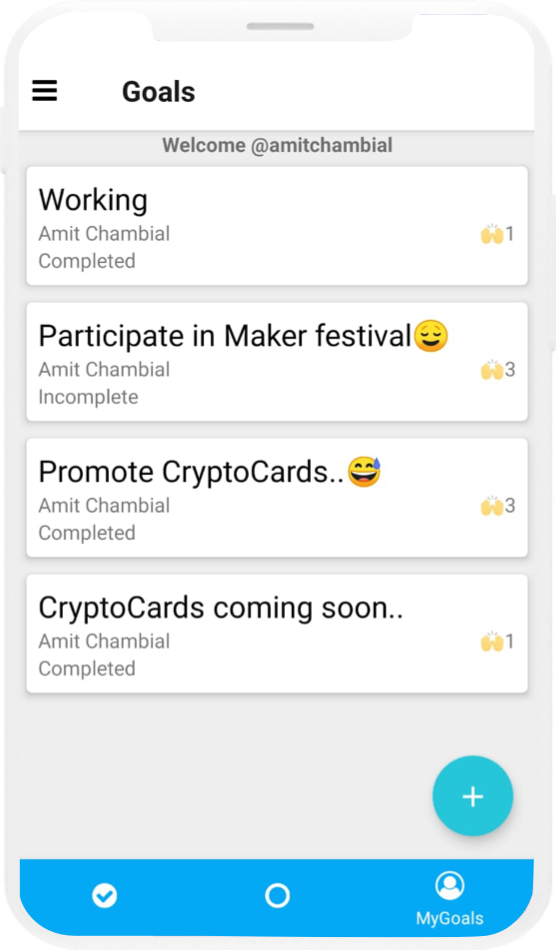 Goals
Welcome @amitchambial
Working
Amit Chambial 🙌1
Completed
Participate in Maker festival😌
Amit Chambial 🙌3
Incomplete
Promote CryptoCards..😅
Amit Chambial 🙌3
Completed
CryptoCards coming soon..
Amit Chambial 🙌1
Completed
+
MyGoals